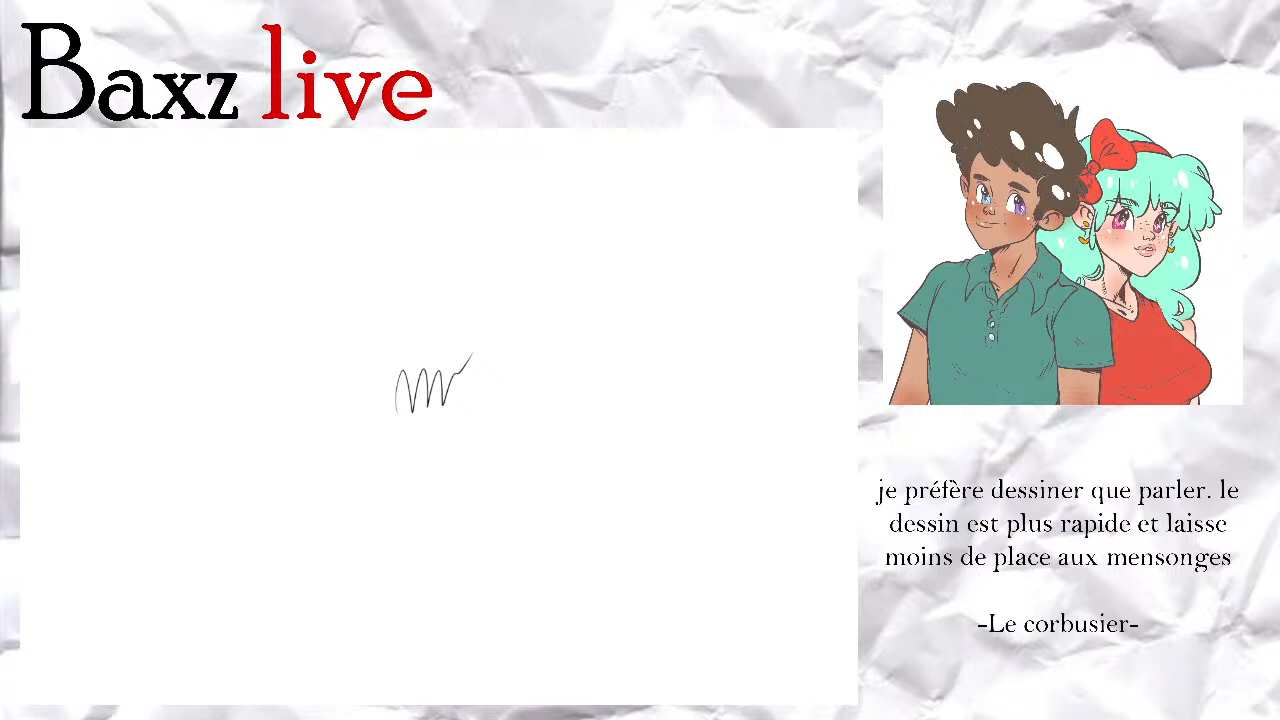 Baxz live
je préfère dessiner que parler. le
dessin est plus rapide et laisse
moins de place aux mensonges
-Le corbusier-